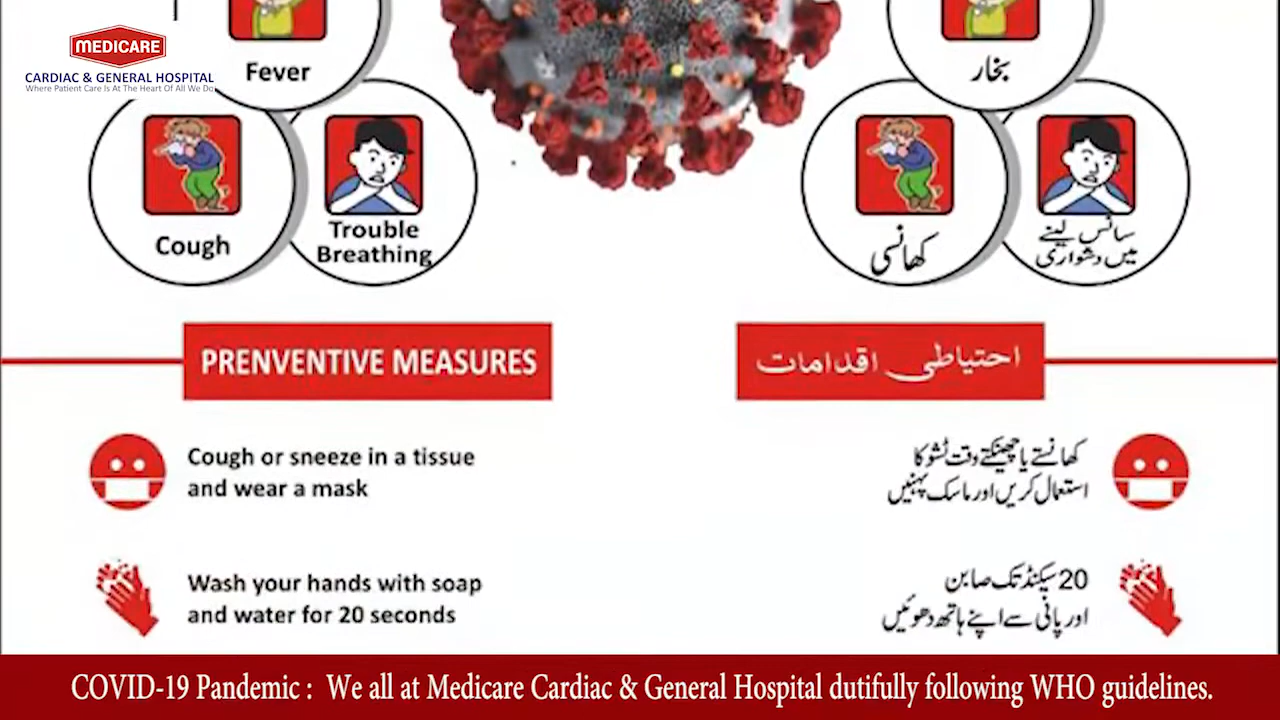 MEDICARE
CARDIAC & GENERAL HOSPITAL
Where Patient Care Is At The Heart Of All We Do
Fever
Cough
Trouble
Breathing
بخار
کھانسی
سانس لینے
میں دشواری
PRENVENTIVE MEASURES
احتیاطی اقدامات
Cough or sneeze in a tissue
and wear a mask
کھانستے یا چھینکتے وقت ٹشو کا
استعمال کریں اور ماسک پہنیں
Wash your hands with soap
and water for 20 seconds
20 سیکنڈ تک صابن
اور پانی سے اپنے ہاتھ دھوئیں
COVID-19 Pandemic : We all at Medicare Cardiac & General Hospital dutifully following WHO guidelines.